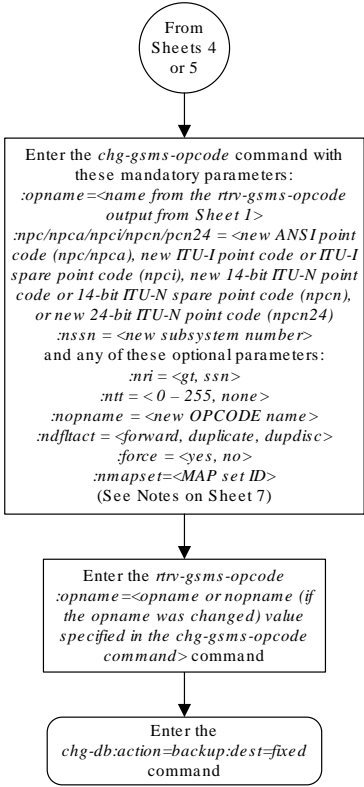 From
Sheets 4
or 5
Enter the chg-gsms-opcode command with
these mandatory parameters:
:opname=<name from the rtrv-gsms-opcode
output from Sheet 1>
:npc/npca/npci/npcn/pcn24 = <new ANSI point
code (npc/npca), new ITU-I point code or ITU-I
spare point code (npci), new 14-bit ITU-N point
code or 14-bit ITU-N spare point code (npcn),
or new 24-bit ITU-N point code (npcn24)
:nssn = <new subsystem number>
and any of these optional parameters:
:nri = <gt, ssn>
:ntt = < 0 – 255, none>
:nopname = <new OPCODE name>
:ndfltact = <forward, duplicate, dupdisc>
:force = <yes, no>
:nmapset=<MAP set ID>
(See Notes on Sheet 7)
Enter the rtrv-gsms-opcode
:opname=<opname or nopname (if
the opname was changed) value
specified in the chg-gsms-opcode
command> command
Enter the
chg-db:action=backup:dest=fixed
command